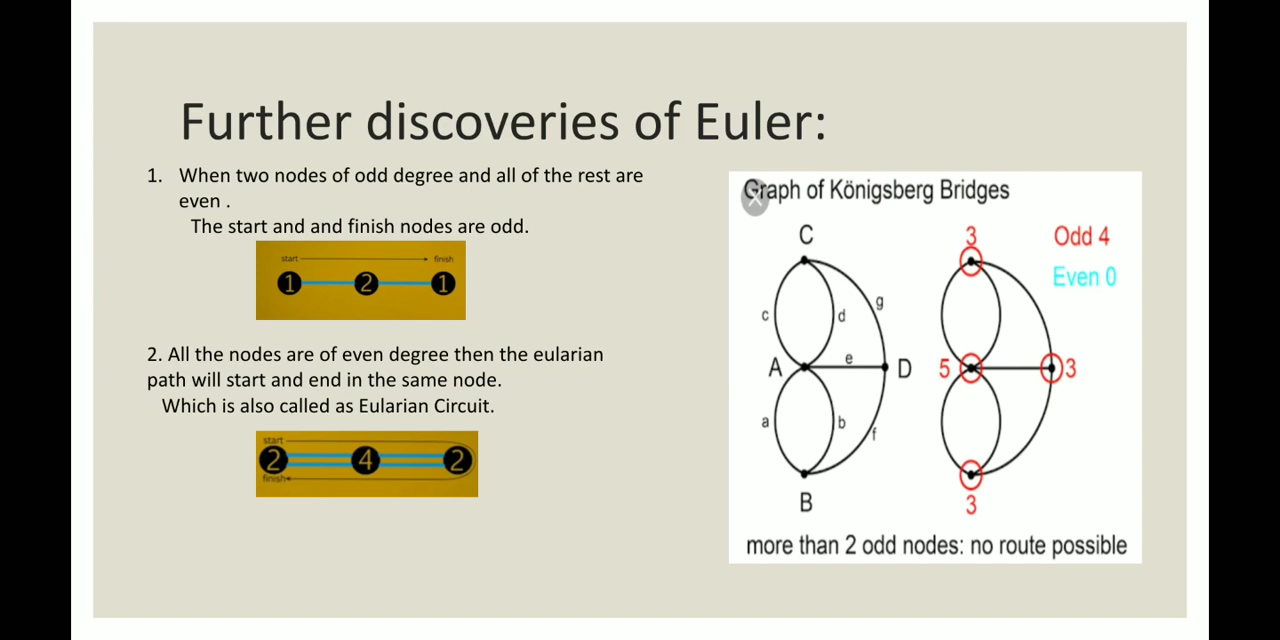 Further discoveries of Euler:
1. When two nodes of odd degree and all of the rest are
even .
The start and and finish nodes are odd.
start finish
1 2 1
2. All the nodes are of even degree then the eularian
path will start and end in the same node.
Which is also called as Eularian Circuit.
start
2 4 2
finish
Graph of Königsberg Bridges
C 3 Odd 4
Even 0
g
c d
e
A D 5 3
a b
f
B 3
more than 2 odd nodes: no route possible